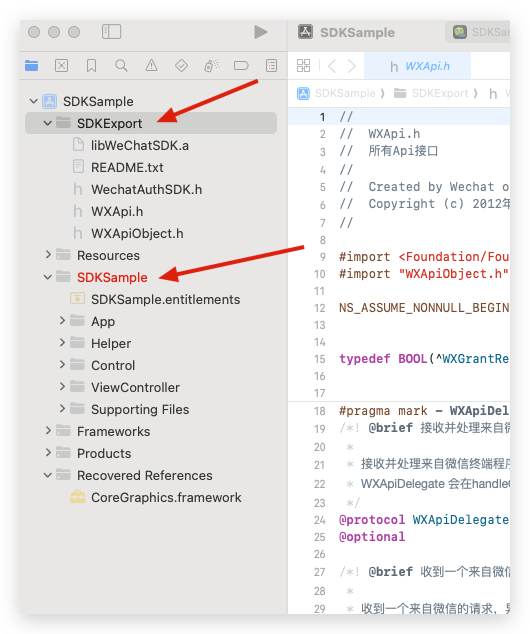 SDKSample
SDKSam
SDKSample
SDKExport
libWeChatSDK.a
README.txt
WechatAuthSDK.h
WXApi.h
WXApiObject.h
Resources
SDKSample
SDKSample.entitlements
App
Helper
Control
ViewController
Supporting Files
Frameworks
Products
Recovered References
CoreGraphics.framework
h WXApi.h
SDKSample
SDKExport
h W
1 //
2 // WXApi.h
3 // 所有Api接口
4 //
5 // Created by Wechat o
6 // Copyright (c) 2012年
7 //
8
9 #import <Foundation/Fou
10 #import "WXApiObject.h"
11
12 NS_ASSUME_NONNULL_BEGIN
13
14
15 typedef BOOL(^WXGrantRe
16
17
18 #pragma mark - WXApiDel
19 /*! @brief 接收并处理来自微
20 *
21 * 接收并处理来自微信终端程序
22 * WXApiDelegate 会在handleO
23 */
24 @protocol WXApiDelegate
25 @optional
26
27 /*! @brief 收到一个来自微信
28 *
29 * 收到一个来自微信的请求，